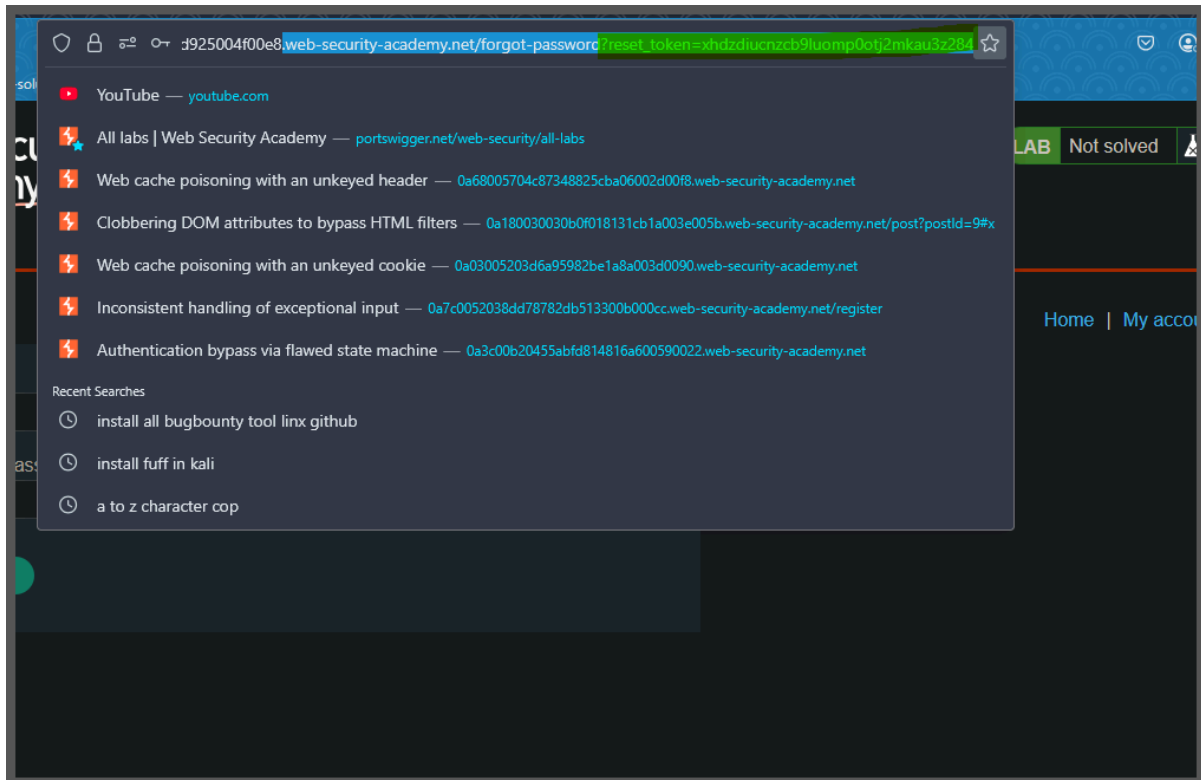 d925004f00e8.web-security-academy.net/forgot-password?reset_token=xhdzdiucnzcb9luomp0otj2mkau3z284
YouTube — youtube.com
All labs | Web Security Academy — portswigger.net/web-security/all-labs
LAB Not solved
Web cache poisoning with an unkeyed header — 0a68005704c87348825cba06002d00f8.web-security-academy.net
Clobbering DOM attributes to bypass HTML filters — 0a180030030b0f018131cb1a003e005b.web-security-academy.net/post?postId=9#x
Web cache poisoning with an unkeyed cookie — 0a03005203d6a95982be1a8a003d0090.web-security-academy.net
Inconsistent handling of exceptional input — 0a7c0052038dd78782db513300b000cc.web-security-academy.net/register
Home | My accou
Authentication bypass via flawed state machine — 0a3c00b20455abfd814816a600590022.web-security-academy.net
Recent Searches
install all bugbounty tool linx github
install fuff in kali
a to z character cop